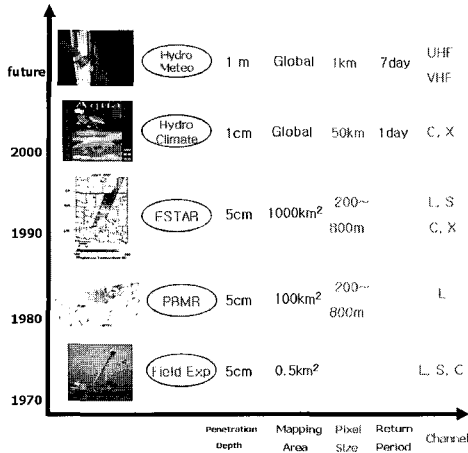 future
Hydro
Meteo
1 m
Global
1km
7day
UHF
VHF
Aqua
2000
Hydro
Climate
1cm
Global
50km
1day
C, X
1990
ESTAR
5cm
1000km²
200~
800m
L, S
C, X
1980
PBMR
5cm
100km²
200~
800m
L
1970
Field Exp
5cm
0.5km²
L, S, C
Penetration
Depth
Mapping
Area
Pixel
Size
Return
Period
Channel